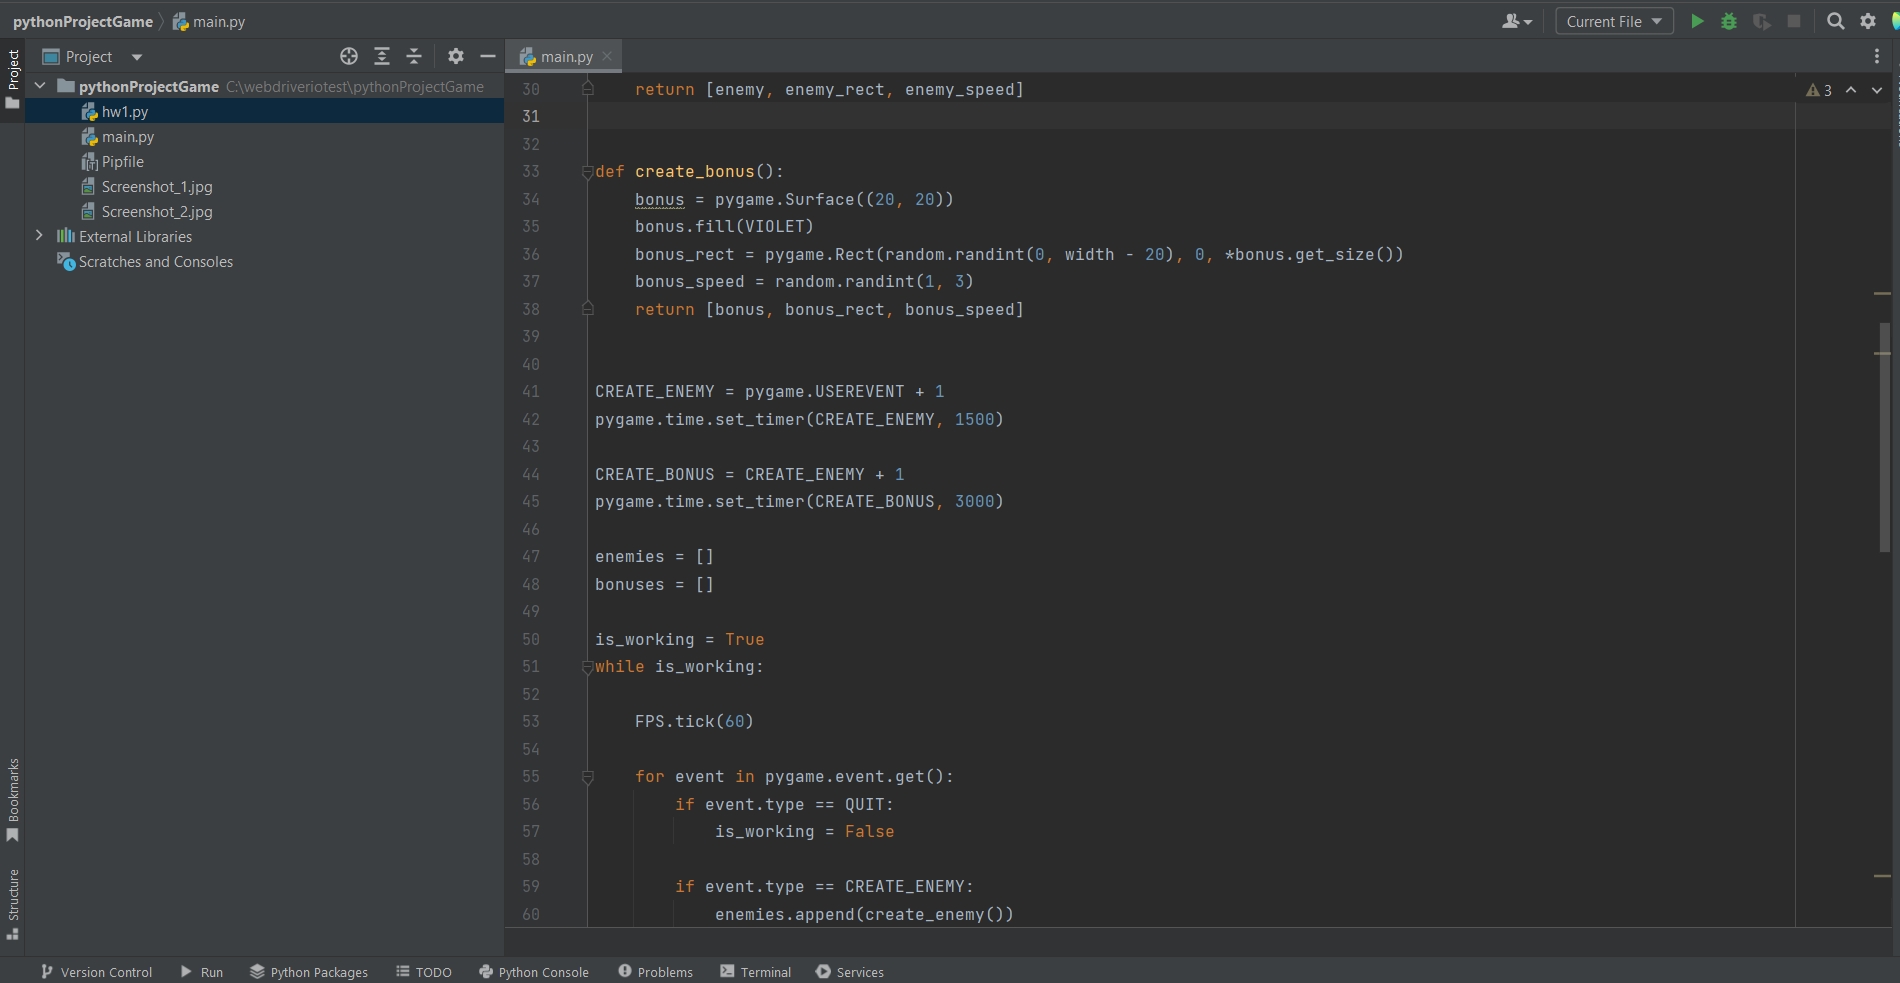 pythonProjectGame
main.py
Current File
Project
Project
main.py
pythonProjectGame C:\webdriveriotest\pythonProjectGame
hw1.py
main.py
Pipfile
Screenshot_1.jpg
Screenshot_2.jpg
External Libraries
Scratches and Consoles
3
30     return [enemy, enemy_rect, enemy_speed]
31
32
33 def create_bonus():
34     bonus = pygame.Surface((20, 20))
35     bonus.fill(VIOLET)
36     bonus_rect = pygame.Rect(random.randint(0, width - 20), 0, *bonus.get_size())
37     bonus_speed = random.randint(1, 3)
38     return [bonus, bonus_rect, bonus_speed]
39
40
41 CREATE_ENEMY = pygame.USEREVENT + 1
42 pygame.time.set_timer(CREATE_ENEMY, 1500)
43
44 CREATE_BONUS = CREATE_ENEMY + 1
45 pygame.time.set_timer(CREATE_BONUS, 3000)
46
47 enemies = []
48 bonuses = []
49
50 is_working = True
51 while is_working:
52
53     FPS.tick(60)
54
55     for event in pygame.event.get():
56         if event.type == QUIT:
57             is_working = False
58
59         if event.type == CREATE_ENEMY:
60             enemies.append(create_enemy())
Bookmarks
Structure
Version Control
Run
Python Packages
TODO
Python Console
Problems
Terminal
Services